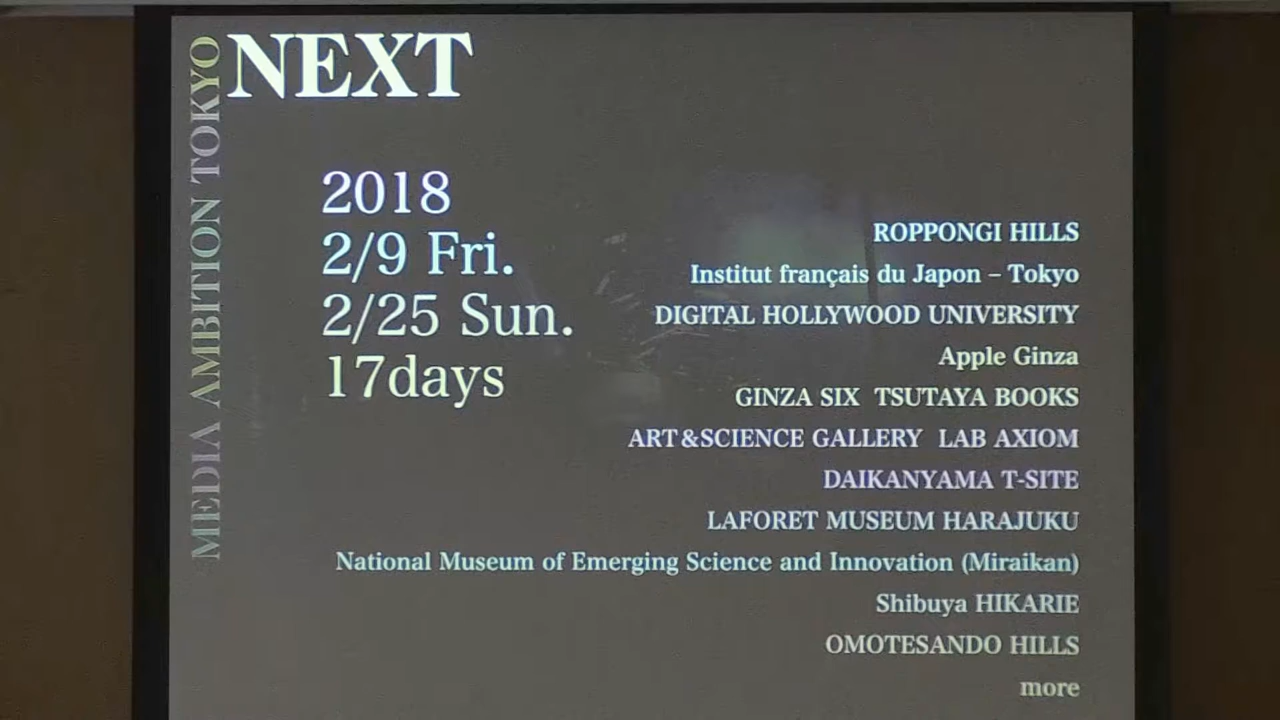 MEDIA AMBITION TOKYO
NEXT
2018
2/9 Fri.
2/25 Sun.
17days
ROPPONGI HILLS
Institut français du Japon – Tokyo
DIGITAL HOLLYWOOD UNIVERSITY
Apple Ginza
GINZA SIX TSUTAYA BOOKS
ART&SCIENCE GALLERY LAB AXIOM
DAIKANYAMA T-SITE
LAFORET MUSEUM HARAJUKU
National Museum of Emerging Science and Innovation (Miraikan)
Shibuya HIKARIE
OMOTESANDO HILLS
more